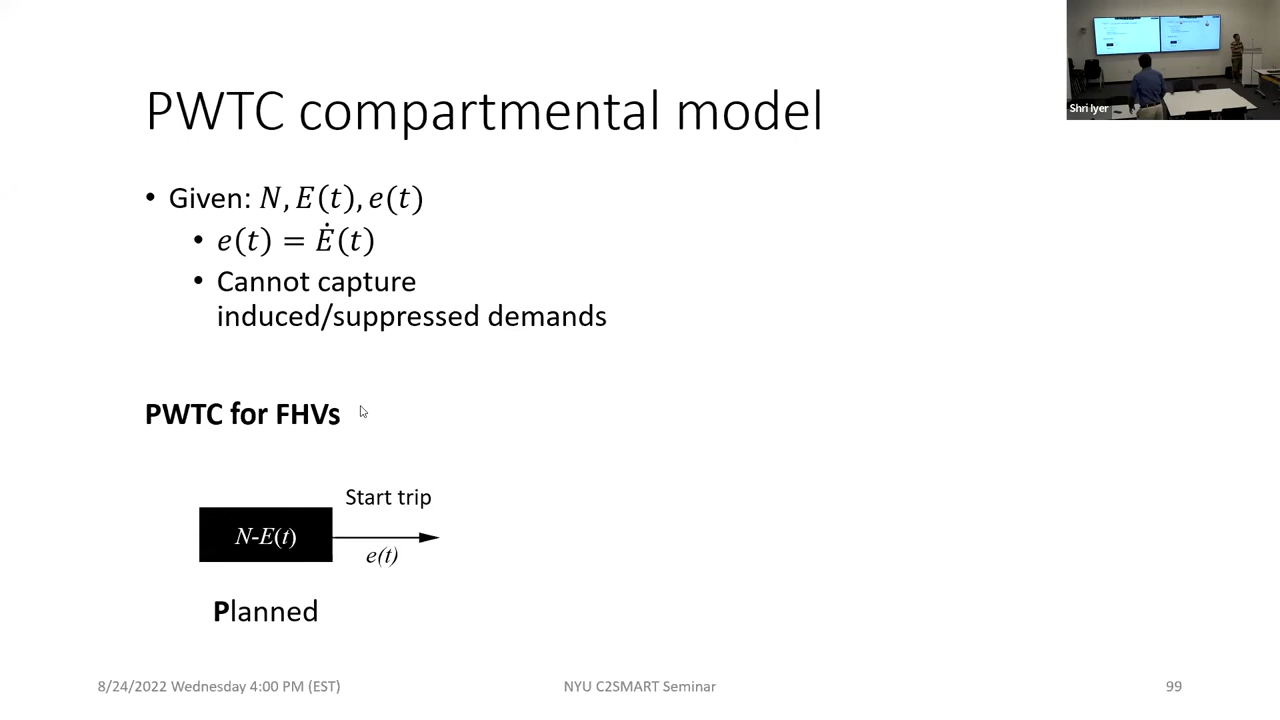 PWTC compartmental model
• Given: N, E(t), e(t)
• e(t) = Ė(t)
• Cannot capture
induced/suppressed demands
PWTC for FHVs
Start trip
N-E(t)
e(t)
Planned
8/24/2022 Wednesday 4:00 PM (EST)
NYU C2SMART Seminar
99
Shri Iyer